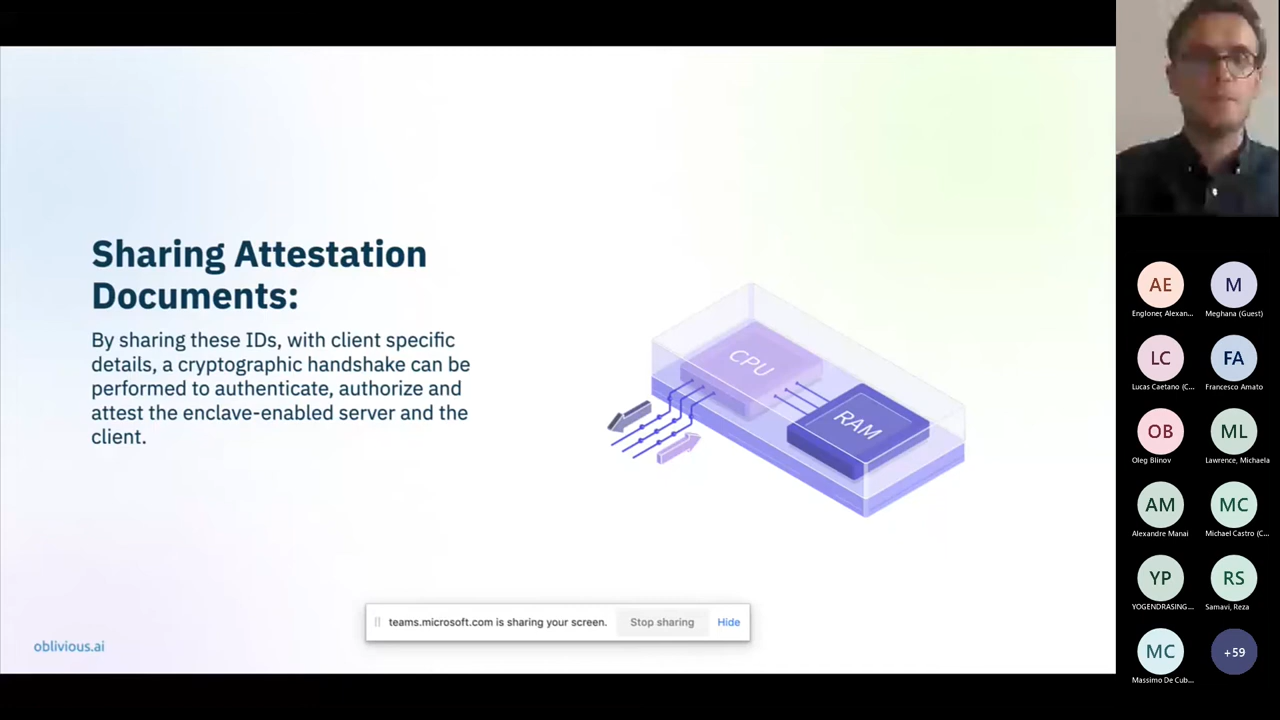 Sharing Attestation
Documents:
By sharing these IDs, with client specific
details, a cryptographic handshake can be
performed to authenticate, authorize and
attest the enclave-enabled server and the
client.
CPU
RAM
teams.microsoft.com is sharing your screen.
Stop sharing
Hide
oblivious.ai
AE
Engloner, Alexan...
M
Meghana (Guest)
LC
Lucas Caetano (C...
FA
Francesco Amato
OB
Oleg Blinov
ML
Lawrence, Michaela
AM
Alexandre Manai
MC
Michael Castro (C...
YP
YOGENDRASING...
RS
Samavi, Reza
MC
Massimo De Cub...
+59